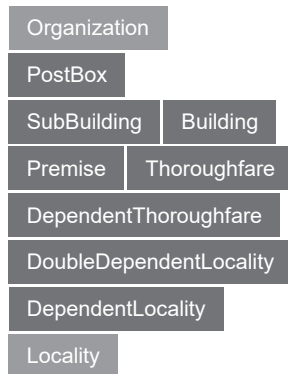 Organization
PostBox
SubBuilding Building
Premise Thoroughfare
DependentThoroughfare
DoubleDependentLocality
DependentLocality
Locality